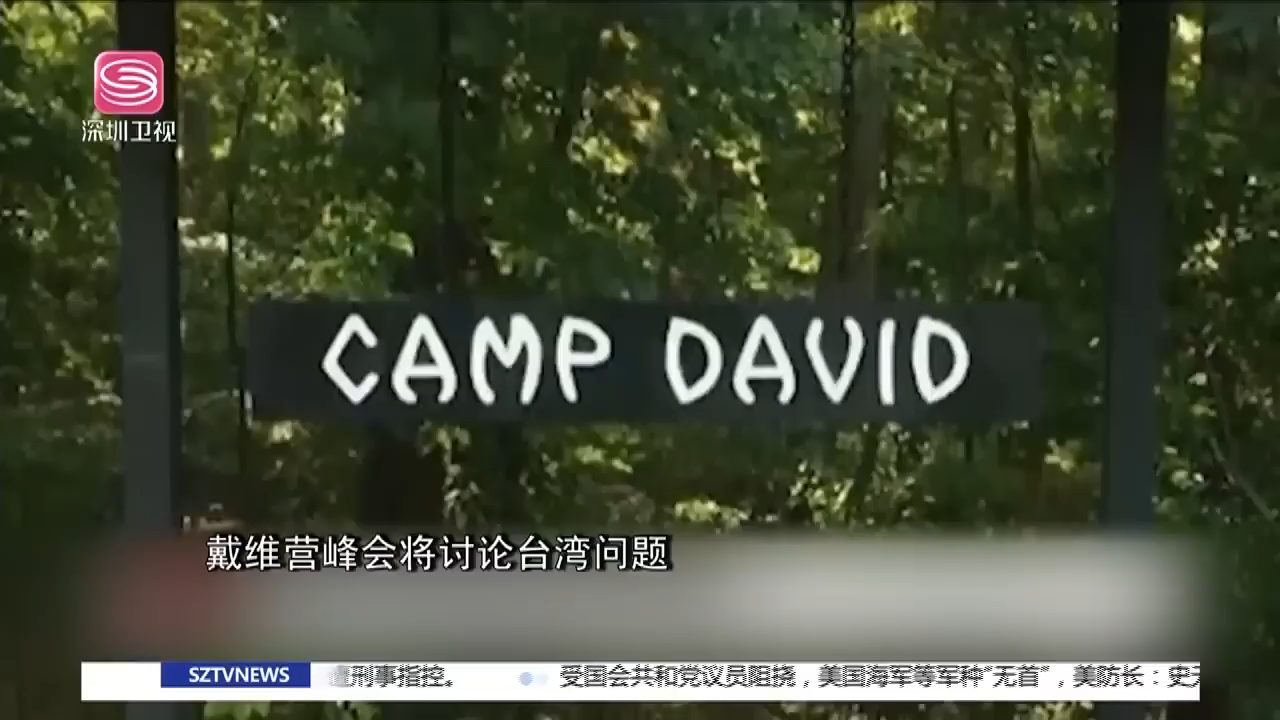 深圳卫视
CAMP DAVID
戴维营峰会将讨论台湾问题
SZTVNEWS
刑事指控。
受国会共和党议员阻挠，美国海军等军种“无首”，美防长：史无